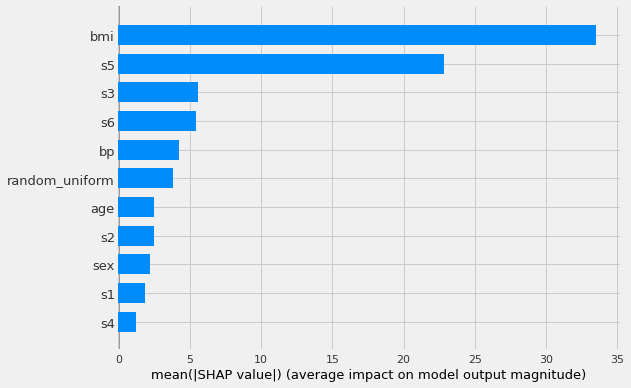 bmi
s5
s3
s6
bp
random_uniform
age
s2
sex
s1
s4
0 5 10 15 20 25 30 35
mean(|SHAP value|) (average impact on model output magnitude)